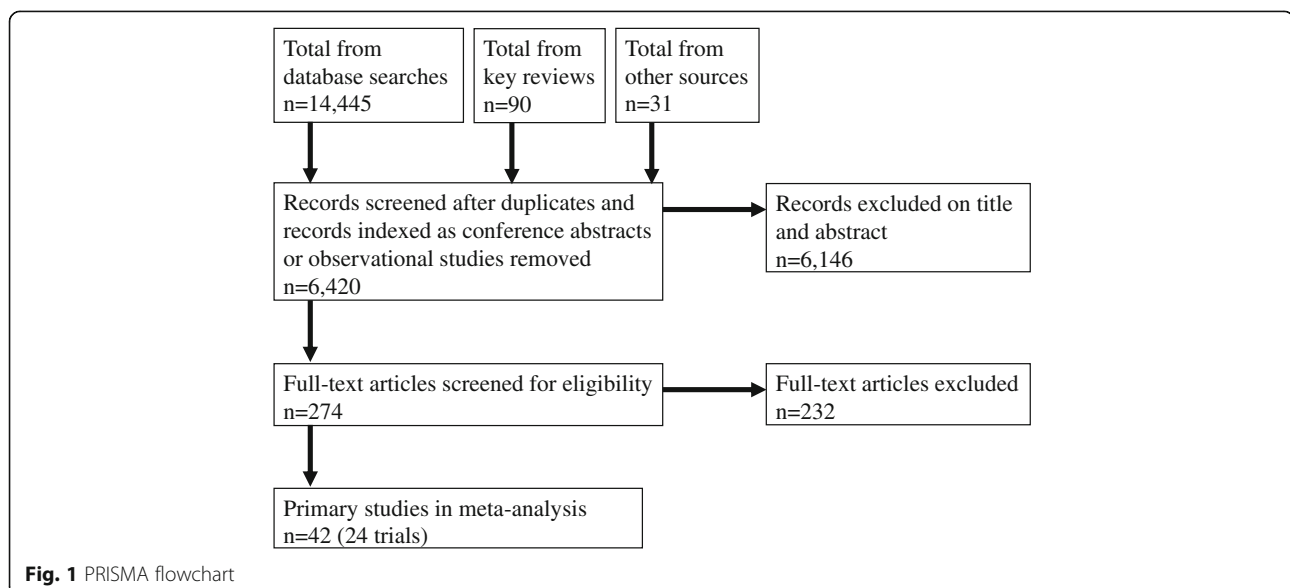 Total from
database searches
n=14,445
Total from
key reviews
n=90
Total from
other sources
n=31
Records screened after duplicates and
records indexed as conference abstracts
or observational studies removed
n=6,420
Records excluded on title
and abstract
n=6,146
Full-text articles screened for eligibility
n=274
Full-text articles excluded
n=232
Primary studies in meta-analysis
n=42 (24 trials)
Fig. 1 PRISMA flowchart